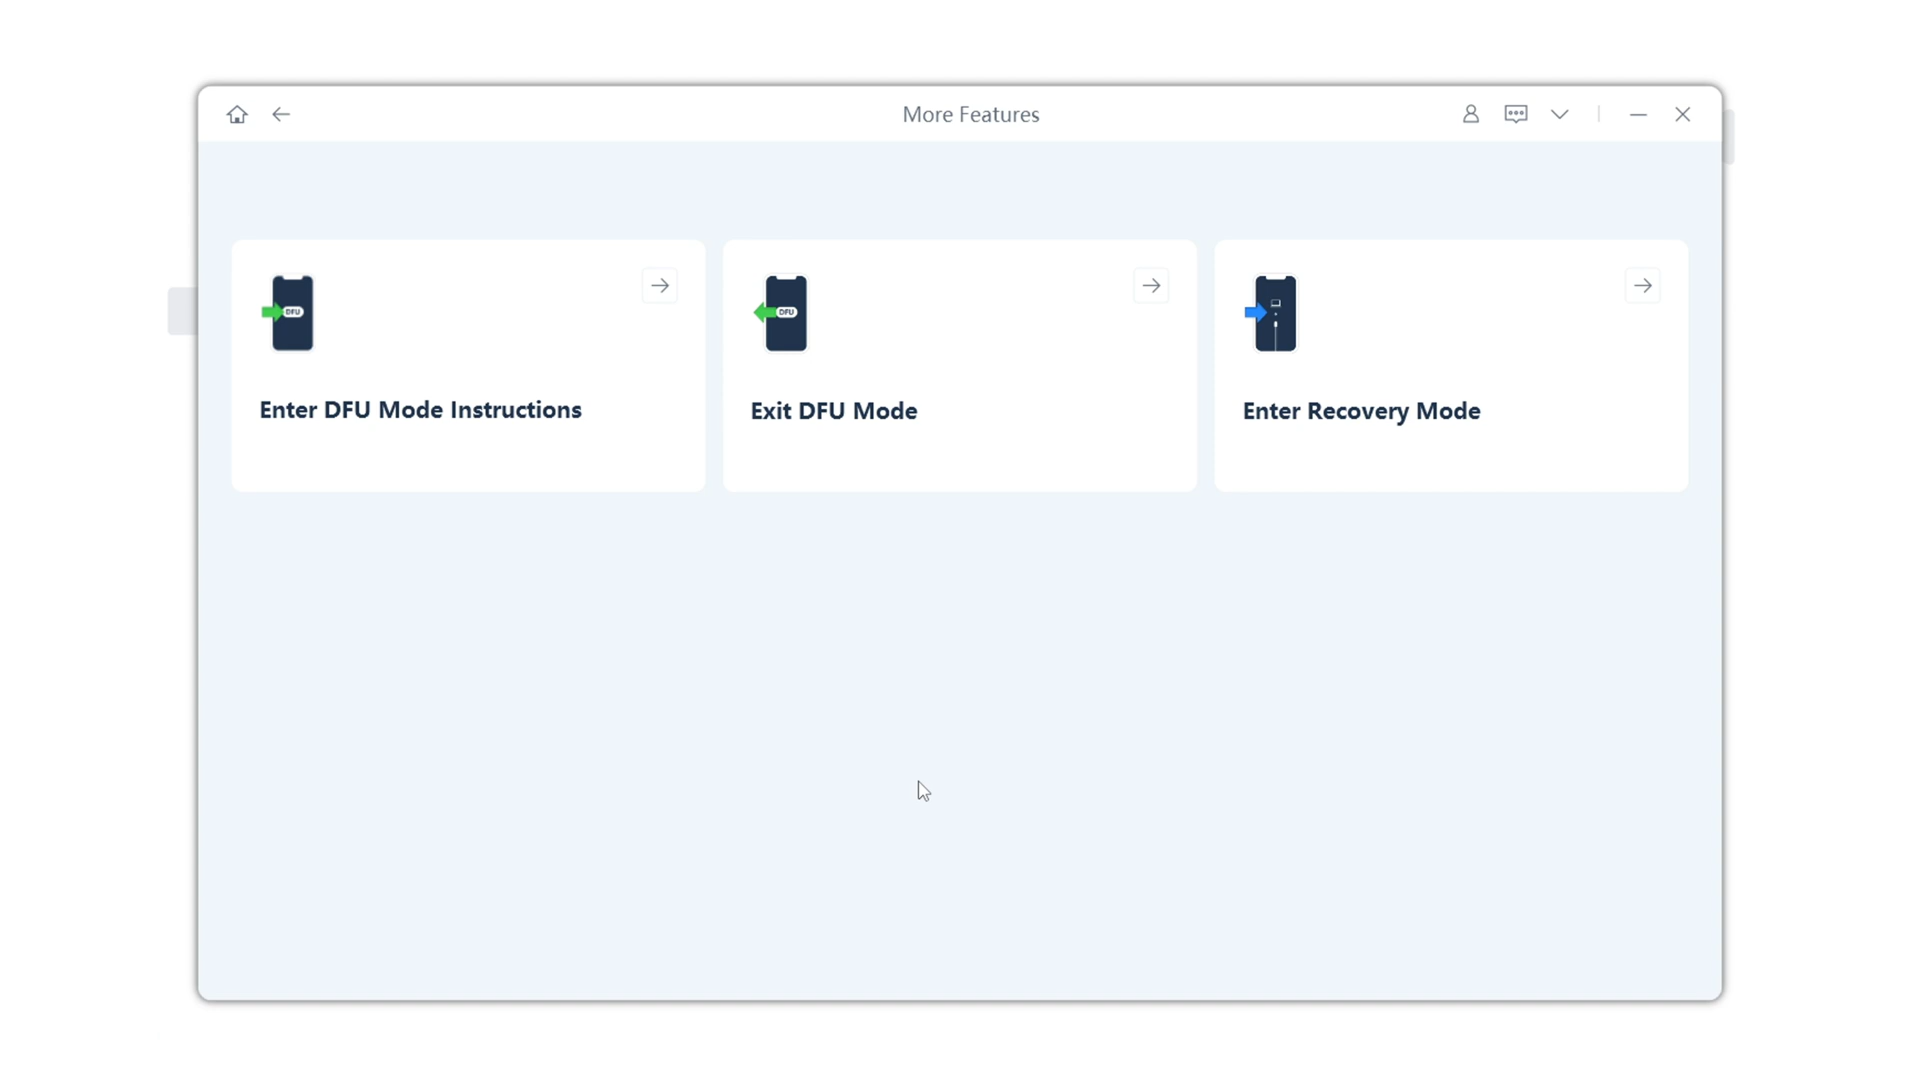 More Features
DFU
DFU
Enter DFU Mode Instructions
Exit DFU Mode
Enter Recovery Mode